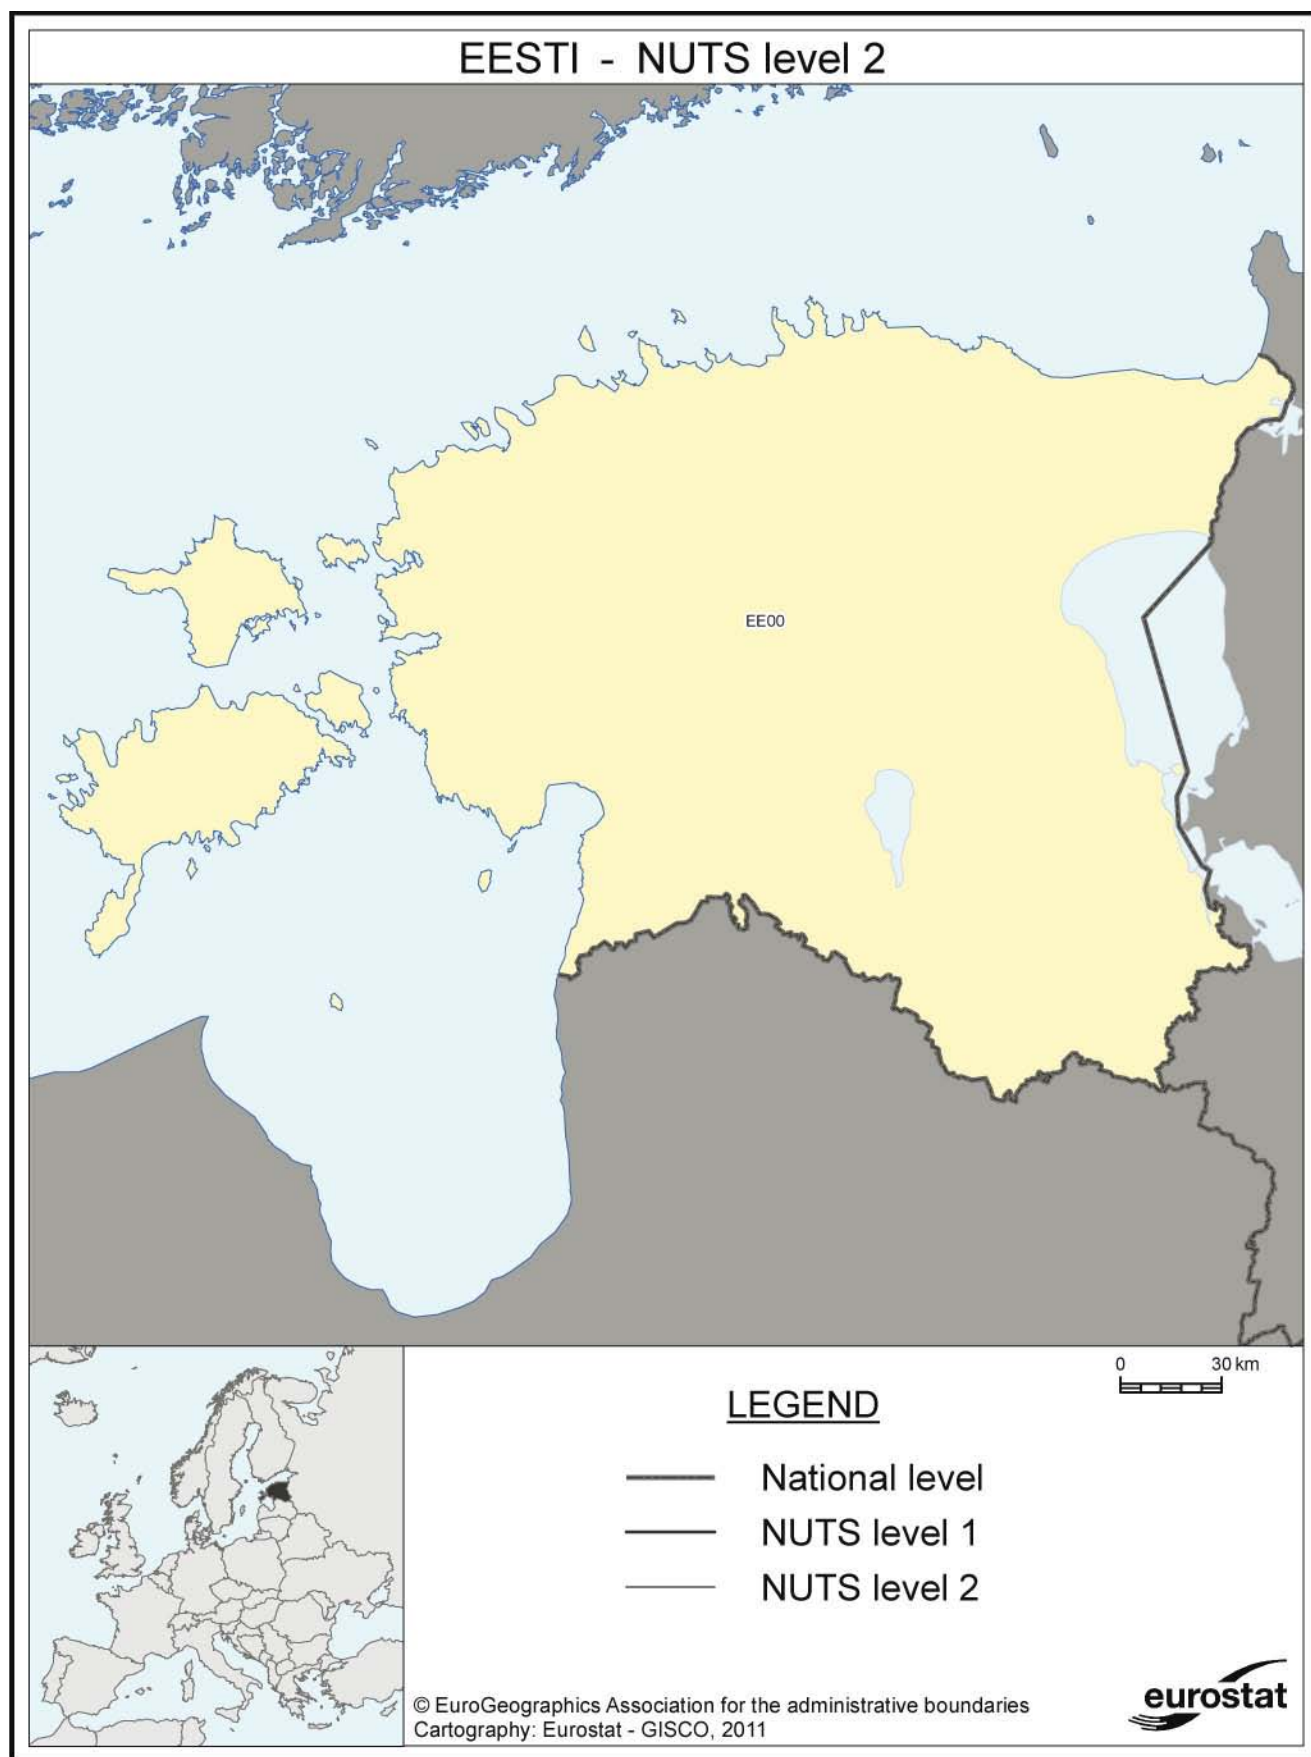 EESTI - NUTS level 2
EE00
0 30 km
LEGEND
National level
NUTS level 1
NUTS level 2
© EuroGeographics Association for the administrative boundaries
Cartography: Eurostat - GISCO, 2011
eurostat